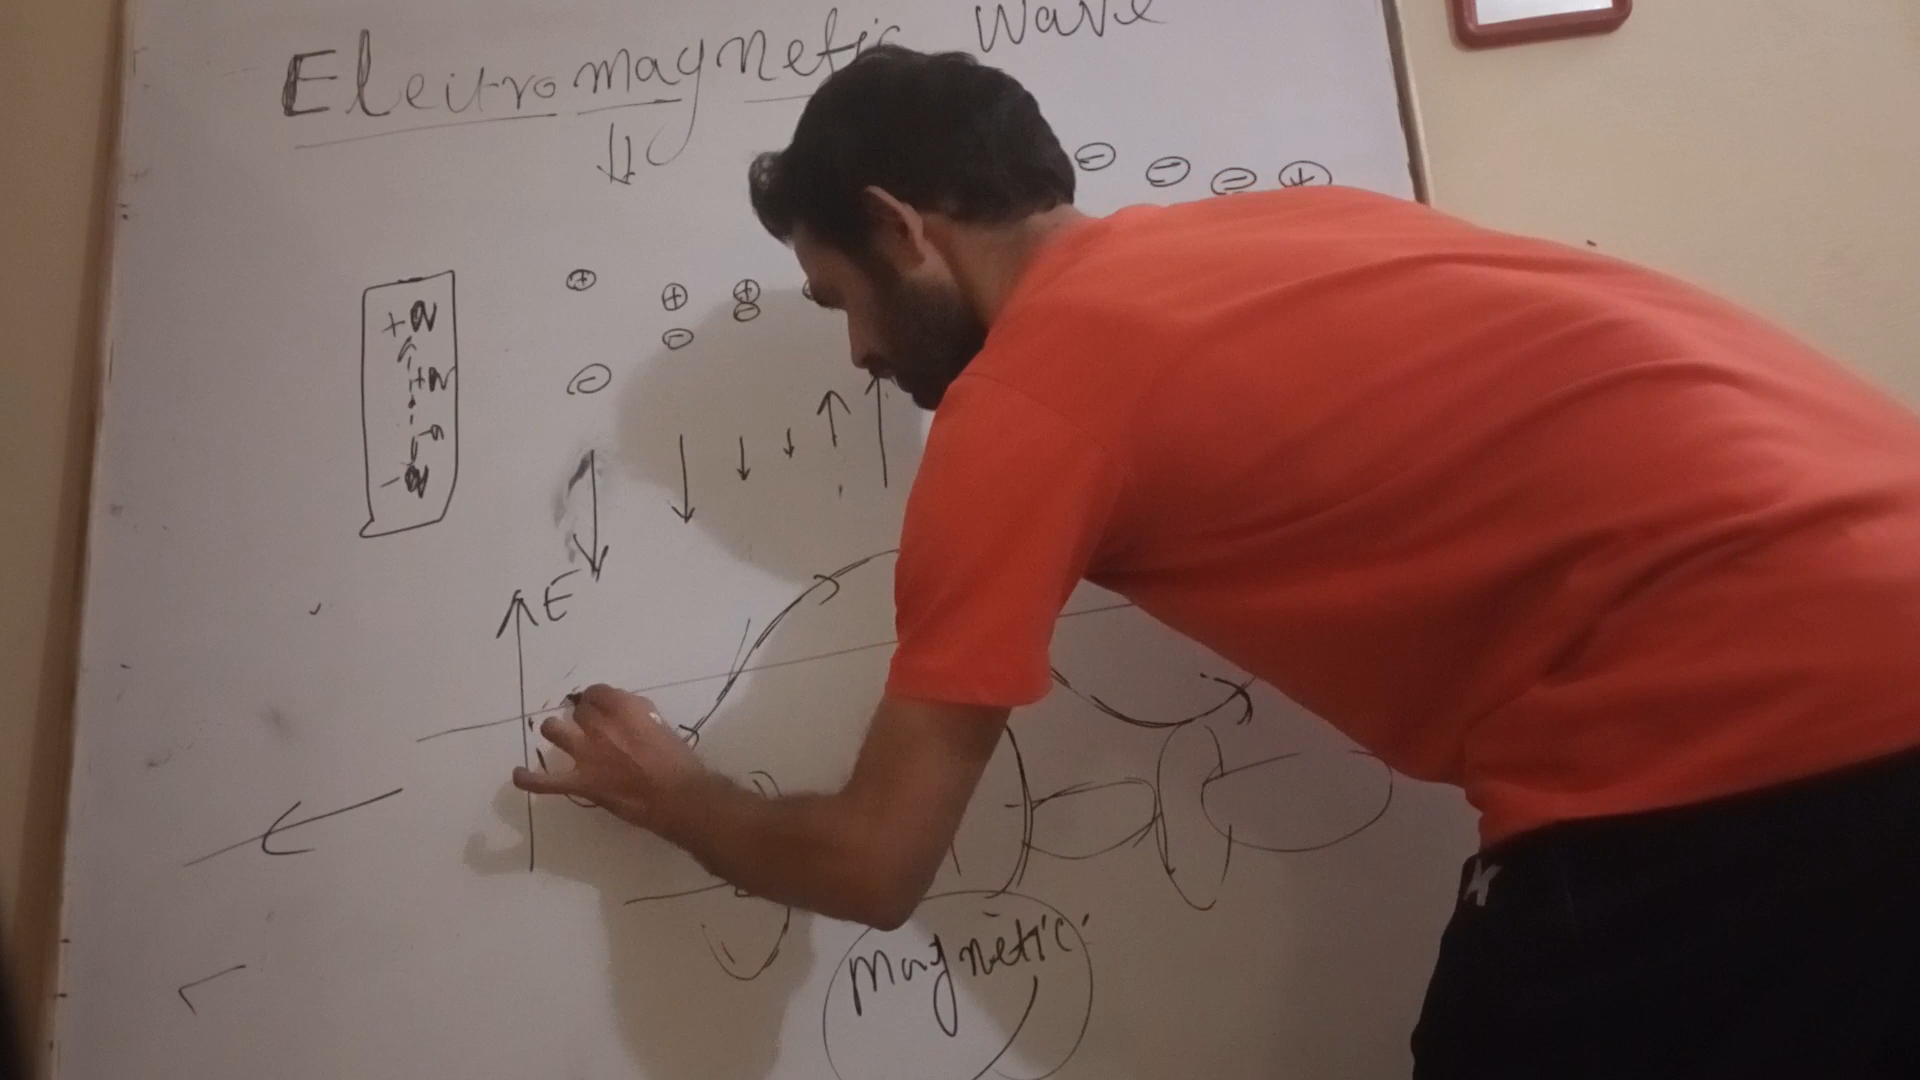 Electromagnetic Wave
⊖ ⊖ ⊖ ⊕
⊕ ⊕ ⊕
⊖
⊖ ⊖
E
Magnetic